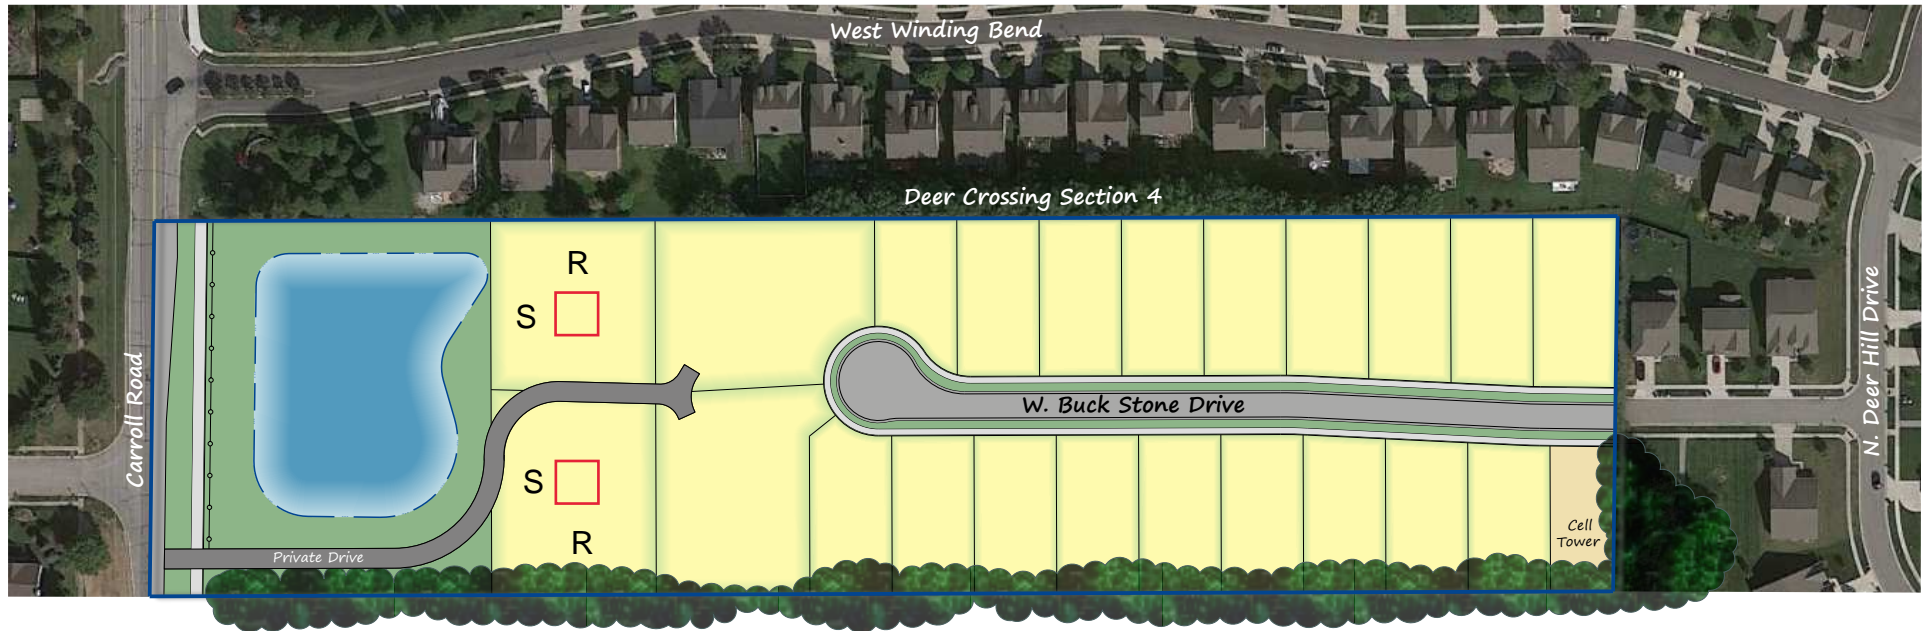 West Winding Bend
Deer Crossing Section 4
R
S
Carroll Road
N. Deer Hill Drive
W. Buck Stone Drive
S
Cell
Tower
R
Private Drive